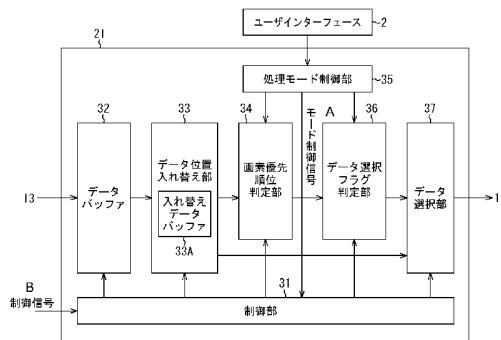 ユーザインターフェース
2
21
処理モード制御部
35
32
33
34
A
36
37
モード制御信号
データバッファ
データ位置
入れ替え部
入れ替え
データ
バッファ
33A
画素優先
順位
判定部
データ選択
フラグ
判定部
データ
選択部
13
1
B
制御信号
31
制御部